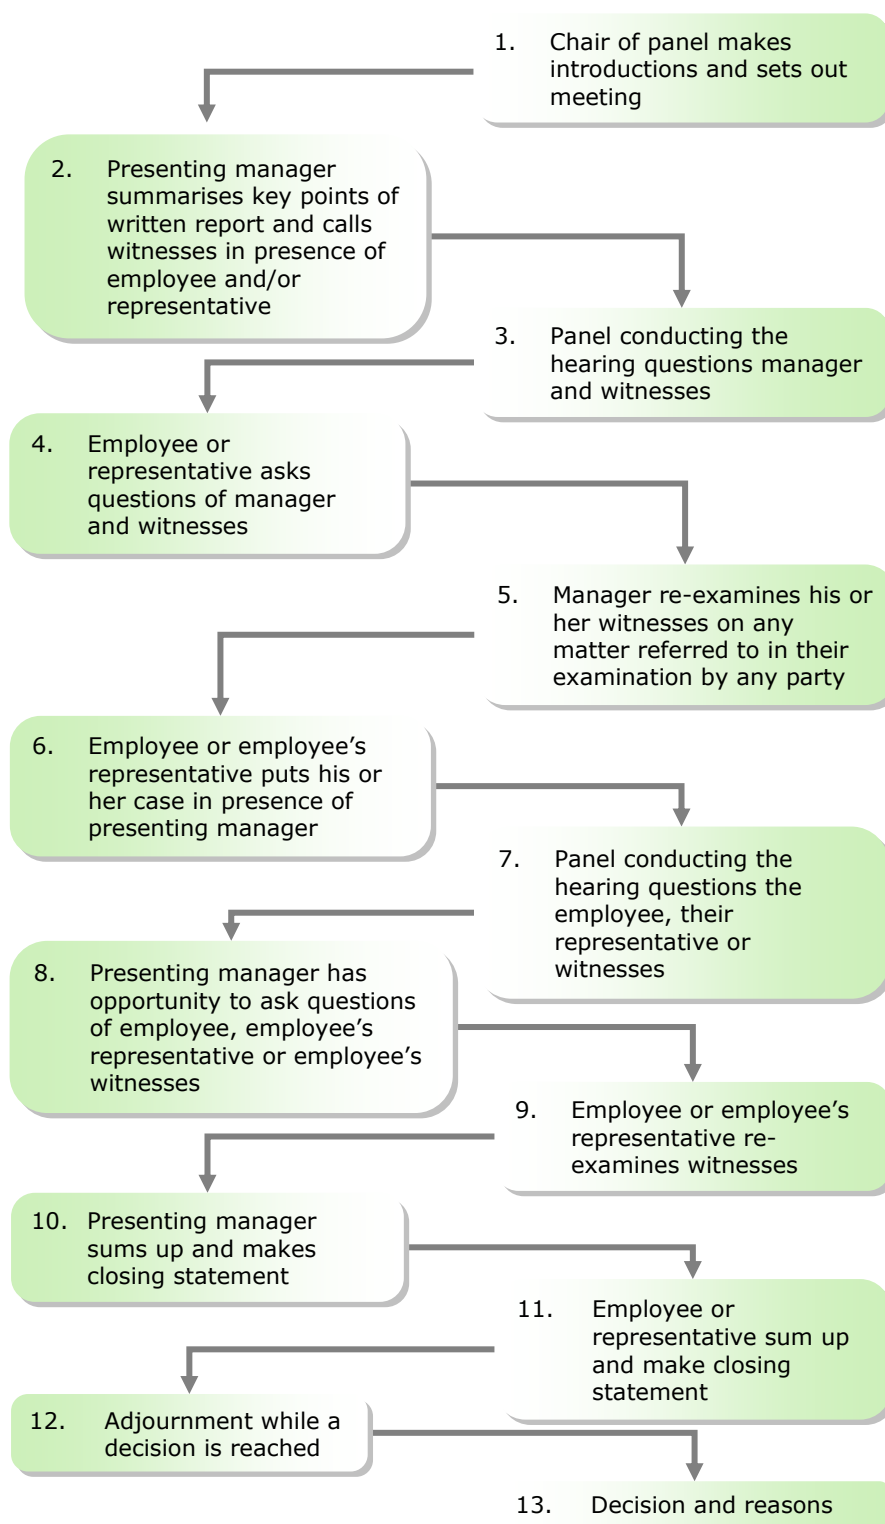 1. Chair of panel makes
introductions and sets out
meeting
2. Presenting manager
summarises key points of
written report and calls
witnesses in presence of
employee and/or
representative
3. Panel conducting the
hearing questions manager
and witnesses
4. Employee or
representative asks
questions of manager
and witnesses
5. Manager re-examines his or
her witnesses on any
matter referred to in their
examination by any party
6. Employee or employee’s
representative puts his or
her case in presence of
presenting manager
7. Panel conducting the
hearing questions the
employee, their
representative or
witnesses
8. Presenting manager has
opportunity to ask questions
of employee, employee’s
representative or employee’s
witnesses
9. Employee or employee’s
representative re-
examines witnesses
10. Presenting manager
sums up and makes
closing statement
11. Employee or
representative sum up
and make closing
statement
12. Adjournment while a
decision is reached
13. Decision and reasons